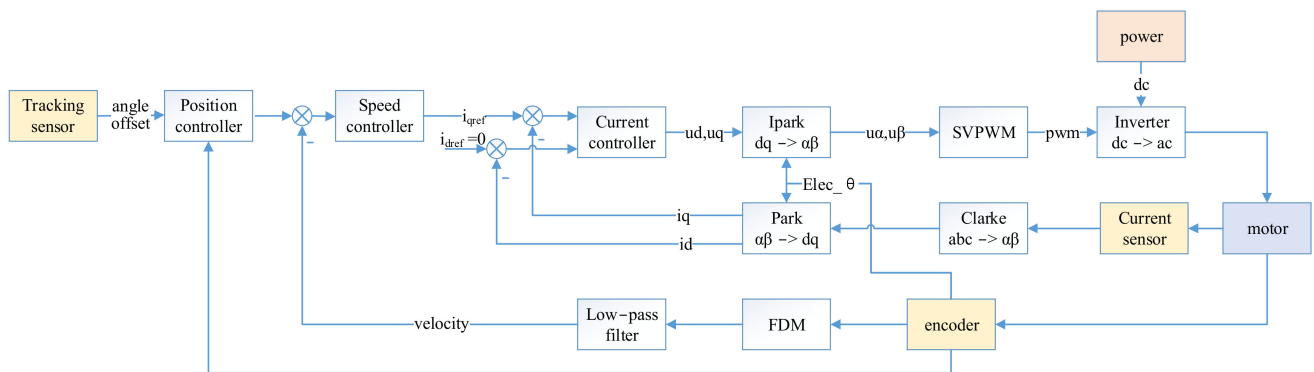 power
dc
Tracking
sensor
angle
offset
Position
controller
–
Speed
controller
iqref
idref =0
–
–
Current
controller
ud,uq
Ipark
dq -> αβ
uα,uβ
SVPWM
pwm
Inverter
dc -> ac
Elec_ θ
iq
id
Park
αβ -> dq
Clarke
abc -> αβ
Current
sensor
motor
velocity
Low-pass
filter
FDM
encoder